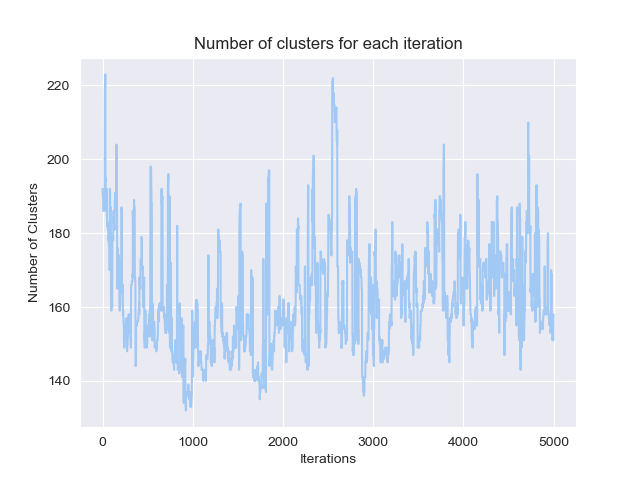 Number of clusters for each iteration
220
200
180
160
140
Number of Clusters
0 1000 2000 3000 4000 5000
Iterations